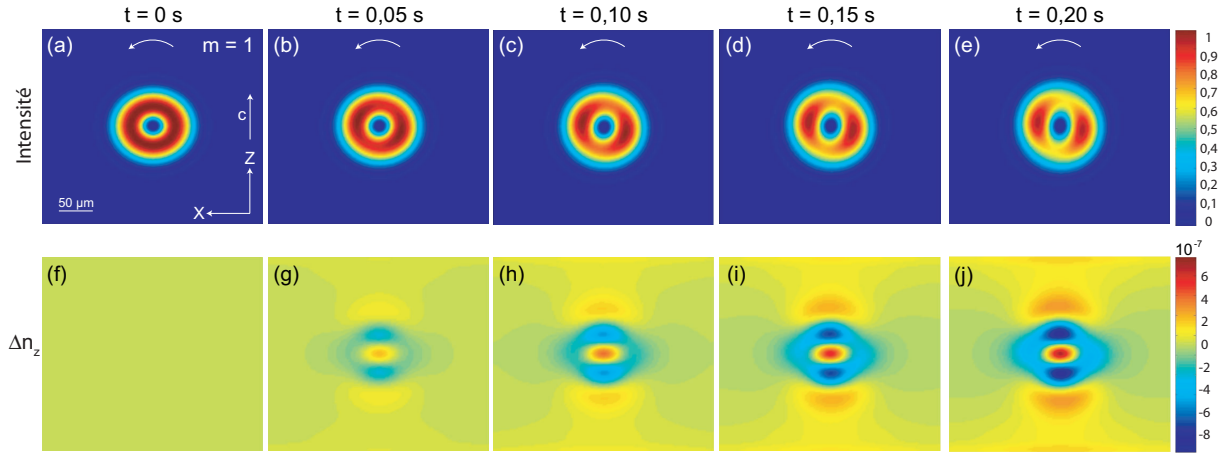 t = 0 s
t = 0,05 s
t = 0,10 s
t = 0,15 s
t = 0,20 s
Intensité
(a)
m = 1
c
Z
X
50 µm
(b)
(c)
(d)
(e)
1
0,9
0,8
0,7
0,6
0,5
0,4
0,3
0,2
0,1
0
Δnz
(f)
(g)
(h)
(i)
(j)
10-7
6
4
2
0
-2
-4
-6
-8